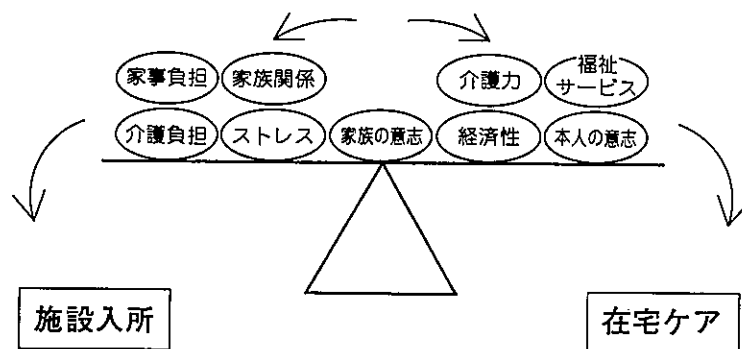 家事負担
家族関係
介護力
福祉
サービス
介護負担
ストレス
家族の意志
経済性
本人の意志
施設入所
在宅ケア